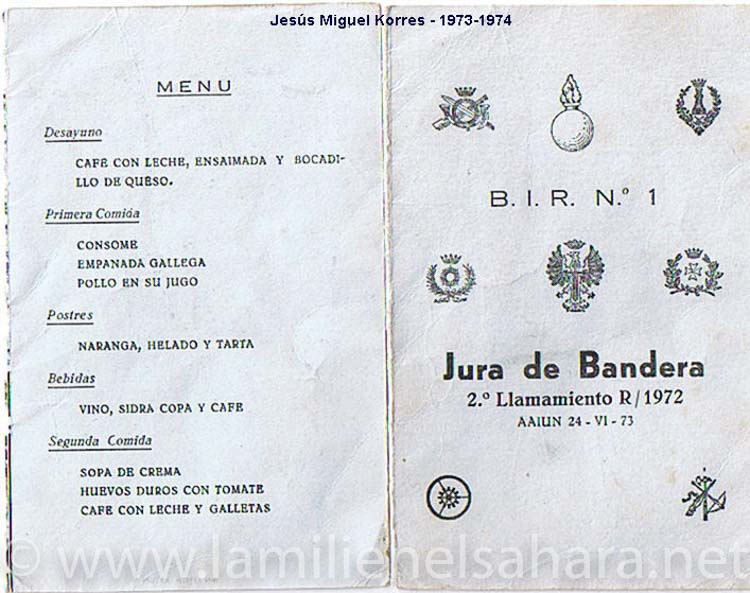 Jesús Miguel Korres - 1973-1974
MENU
Desayuno
CAFE CON LECHE, ENSAIMADA Y BOCADI-
LLO DE QUESO.
Primera Comida
CONSOME
EMPANADA GALLEGA
POLLO EN SU JUGO
Postres
NARANGA, HELADO Y TARTA
Bebidas
VINO, SIDRA COPA Y CAFE
Segunda Comida
SOPA DE CREMA
HUEVOS DUROS CON TOMATE
CAFE CON LECHE Y GALLETAS
B. I. R. N.º 1
Jura de Bandera
2.º Llamamiento R/1972
AAIUN 24 - VI - 73
© www.lamilienelsahara.net